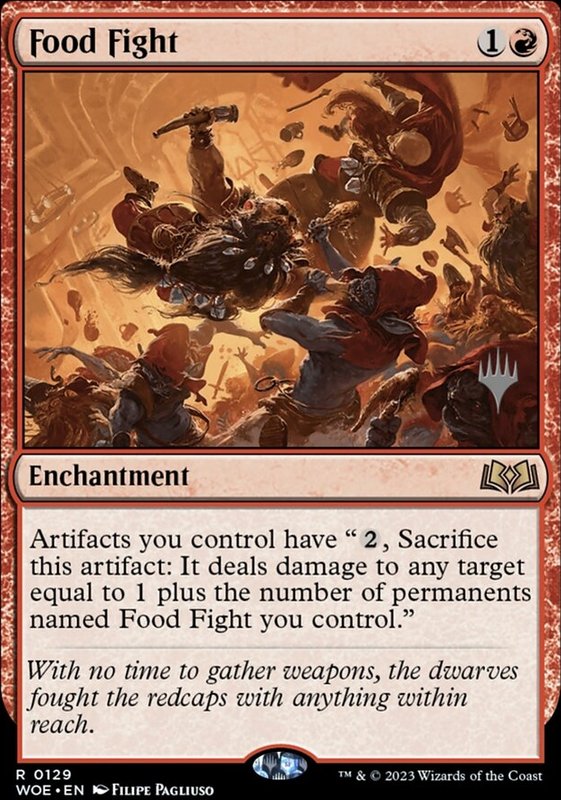 Food Fight 1
Enchantment
Artifacts you control have “2, Sacrifice
this artifact: It deals damage to any target
equal to 1 plus the number of permanents
named Food Fight you control.”
With no time to gather weapons, the dwarves
fought the redcaps with anything within
reach.
R 0129
WOE • EN FILIPE PAGLIUSO
™ & © 2023 Wizards of the Coast